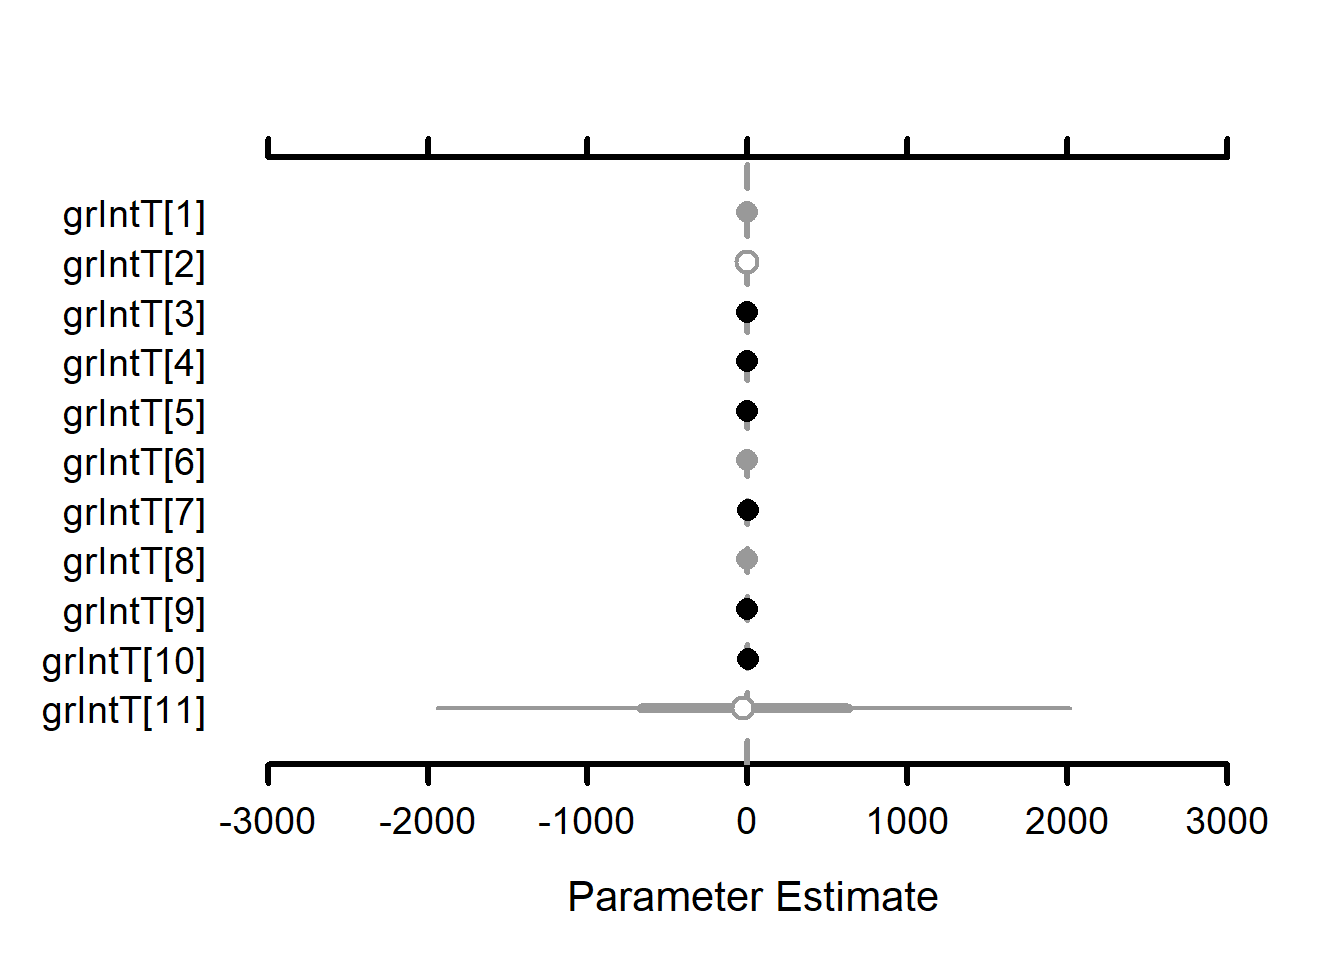 grIntT[1]
grIntT[2]
grIntT[3]
grIntT[4]
grIntT[5]
grIntT[6]
grIntT[7]
grIntT[8]
grIntT[9]
grIntT[10]
grIntT[11]
-3000 -2000 -1000 0 1000 2000 3000
Parameter Estimate